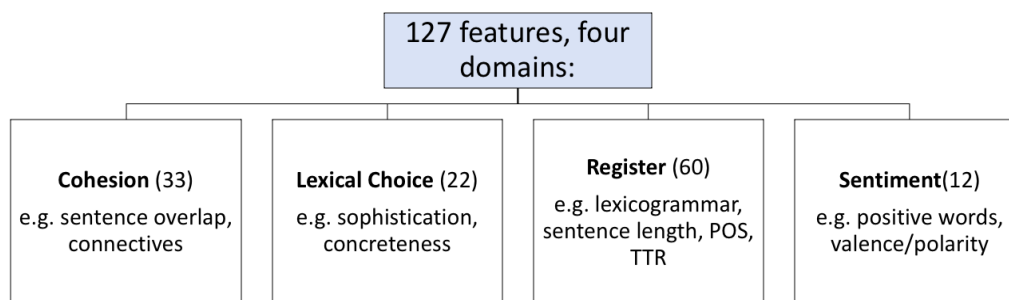 127 features, four
domains:
Cohesion (33)
e.g. sentence overlap,
connectives
Lexical Choice (22)
e.g. sophistication,
concreteness
Register (60)
e.g. lexicogrammar,
sentence length, POS,
TTR
Sentiment(12)
e.g. positive words,
valence/polarity